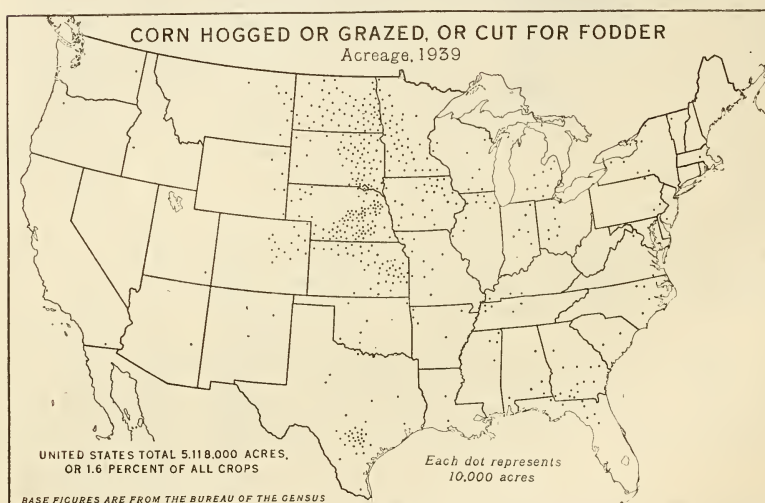 CORN HOGGED OR GRAZED, OR CUT FOR FODDER
Acreage, 1939
UNITED STATES TOTAL 5,118,000 ACRES,
OR 1.6 PERCENT OF ALL CROPS
Each dot represents
10,000 acres
BASE FIGURES ARE FROM THE BUREAU OF THE CENSUS